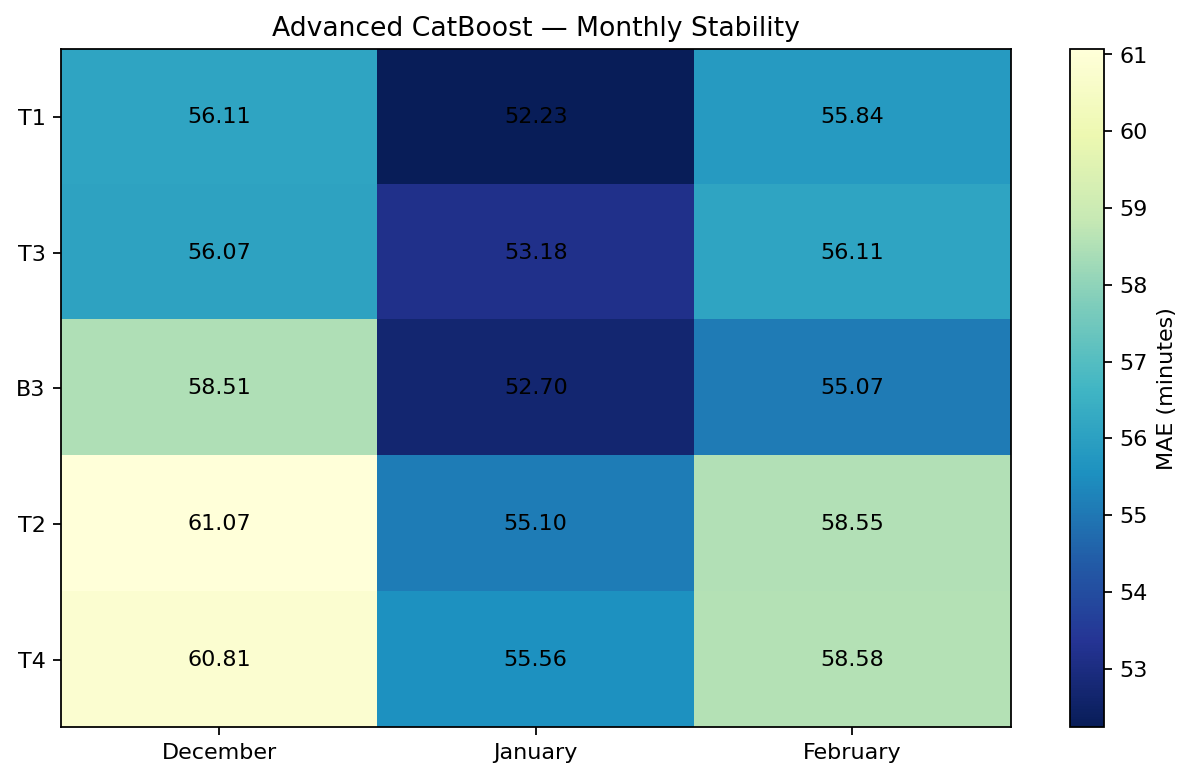 Advanced CatBoost — Monthly Stability
T1 56.11 52.23 55.84
T3 56.07 53.18 56.11
B3 58.51 52.70 55.07
T2 61.07 55.10 58.55
T4 60.81 55.56 58.58
December January February
61
60
59
58
57
56
55
54
53
MAE (minutes)